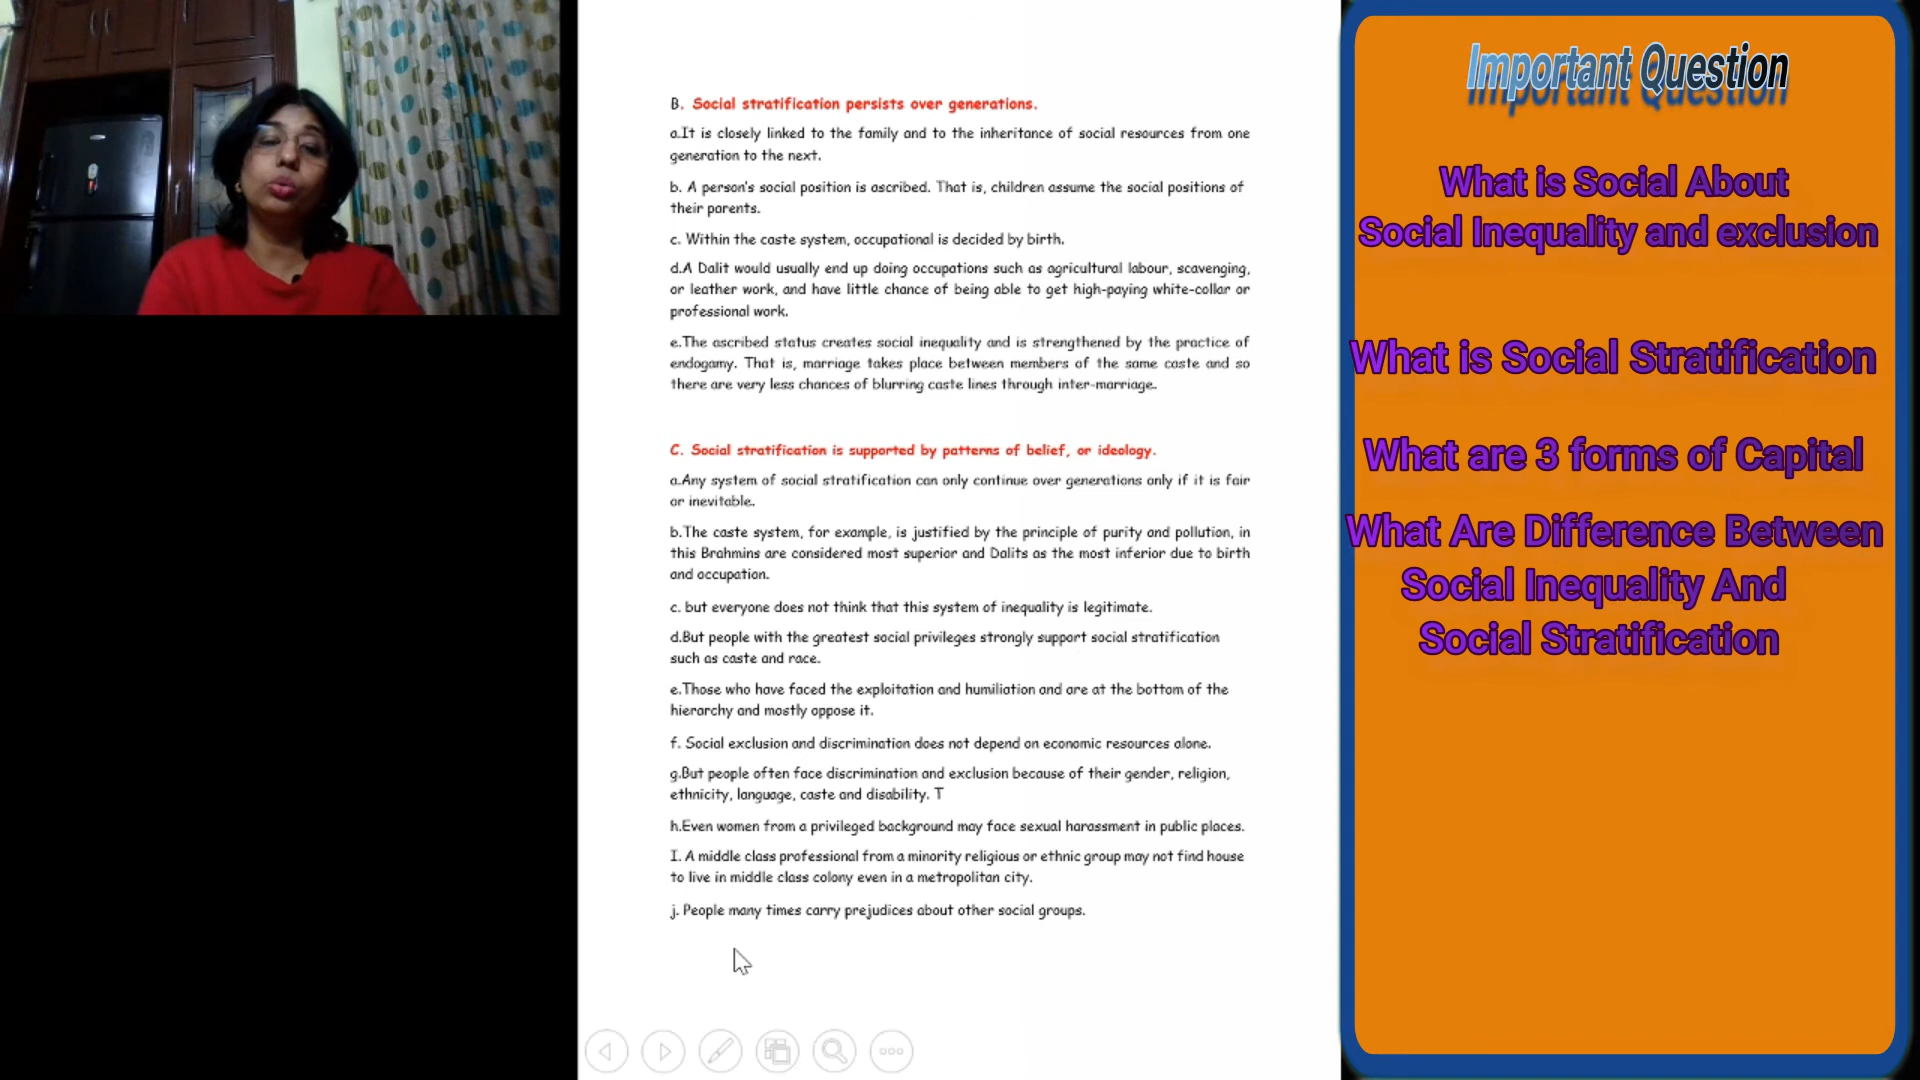 B. Social stratification persists over generations.
a.It is closely linked to the family and to the inheritance of social resources from one
generation to the next.
b. A person's social position is ascribed. That is, children assume the social positions of
their parents.
c. Within the caste system, occupational is decided by birth.
d.A Dalit would usually end up doing occupations such as agricultural labour, scavenging,
or leather work, and have little chance of being able to get high-paying white-collar or
professional work.
e.The ascribed status creates social inequality and is strengthened by the practice of
endogamy. That is, marriage takes place between members of the same caste and so
there are very less chances of blurring caste lines through inter-marriage.
C. Social stratification is supported by patterns of belief, or ideology.
a.Any system of social stratification can only continue over generations only if it is fair
or inevitable.
b.The caste system, for example, is justified by the principle of purity and pollution, in
this Brahmins are considered most superior and Dalits as the most inferior due to birth
and occupation.
c. but everyone does not think that this system of inequality is legitimate.
d.But people with the greatest social privileges strongly support social stratification
such as caste and race.
e.Those who have faced the exploitation and humiliation and are at the bottom of the
hierarchy and mostly oppose it.
f. Social exclusion and discrimination does not depend on economic resources alone.
g.But people often face discrimination and exclusion because of their gender, religion,
ethnicity, language, caste and disability. T
h.Even women from a privileged background may face sexual harassment in public places.
I. A middle class professional from a minority religious or ethnic group may not find house
to live in middle class colony even in a metropolitan city.
j. People many times carry prejudices about other social groups.
Important Question
What is Social About
Social Inequality and exclusion
What is Social Stratification
What are 3 forms of Capital
What Are Difference Between
Social Inequality And
Social Stratification